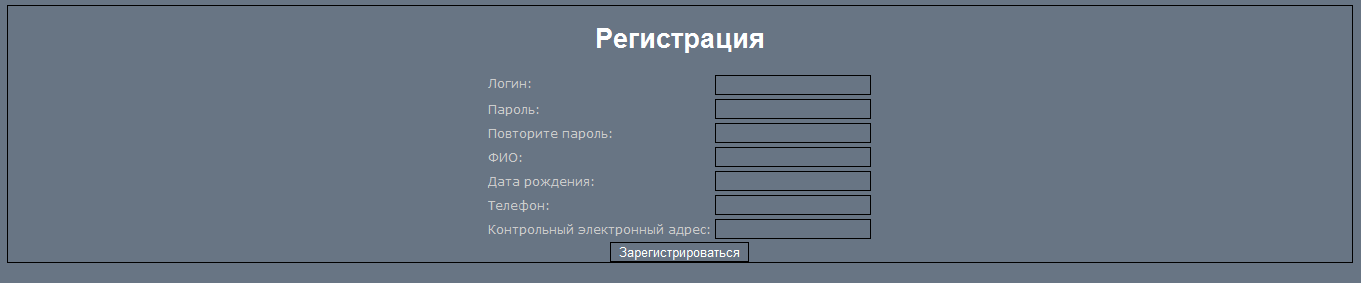 Регистрация
Логин:
Пароль:
Повторите пароль:
ФИО:
Дата рождения:
Телефон:
Контрольный электронный адрес:
Зарегистрироваться